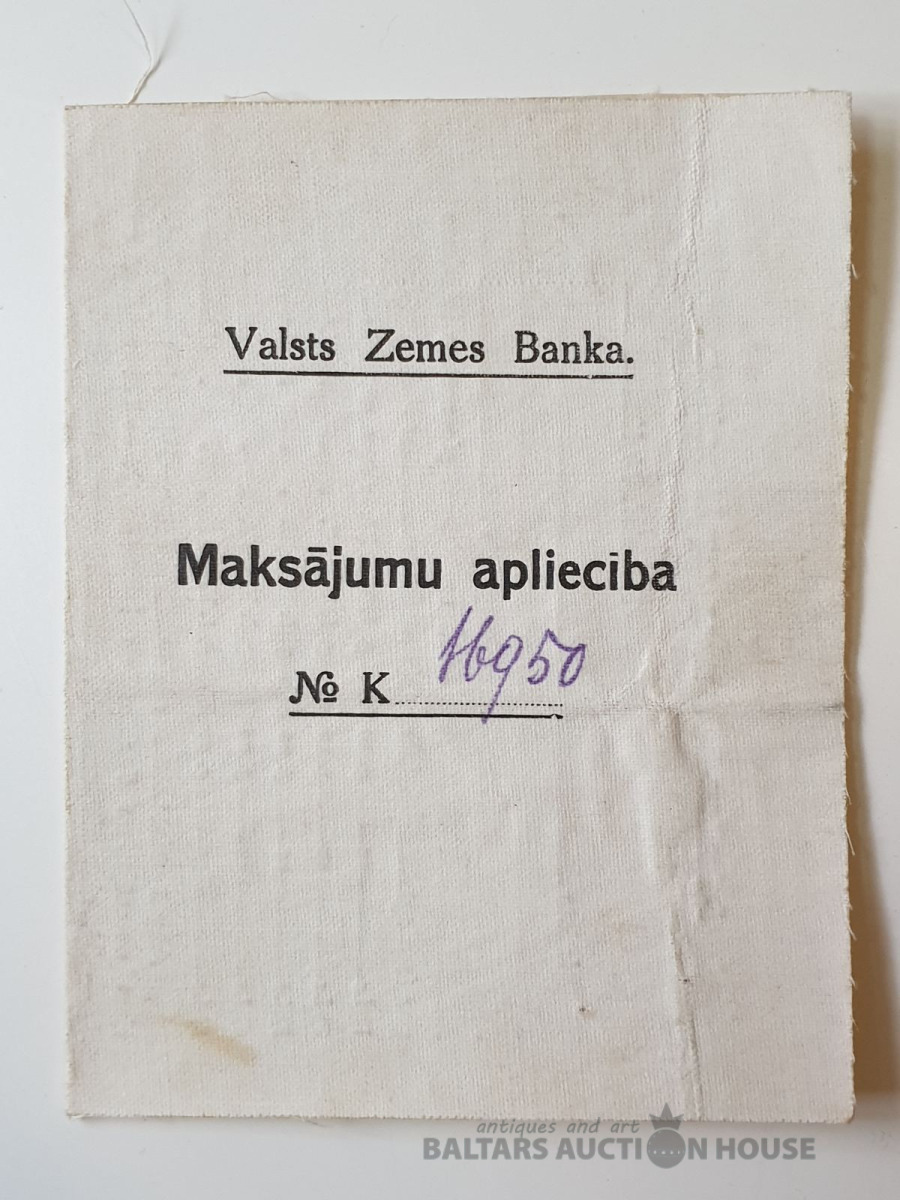 Valsts Zemes Banka.
Maksājumu apliecība
№ K 16950
antiques and art
BALTARS AUCTION HOUSE